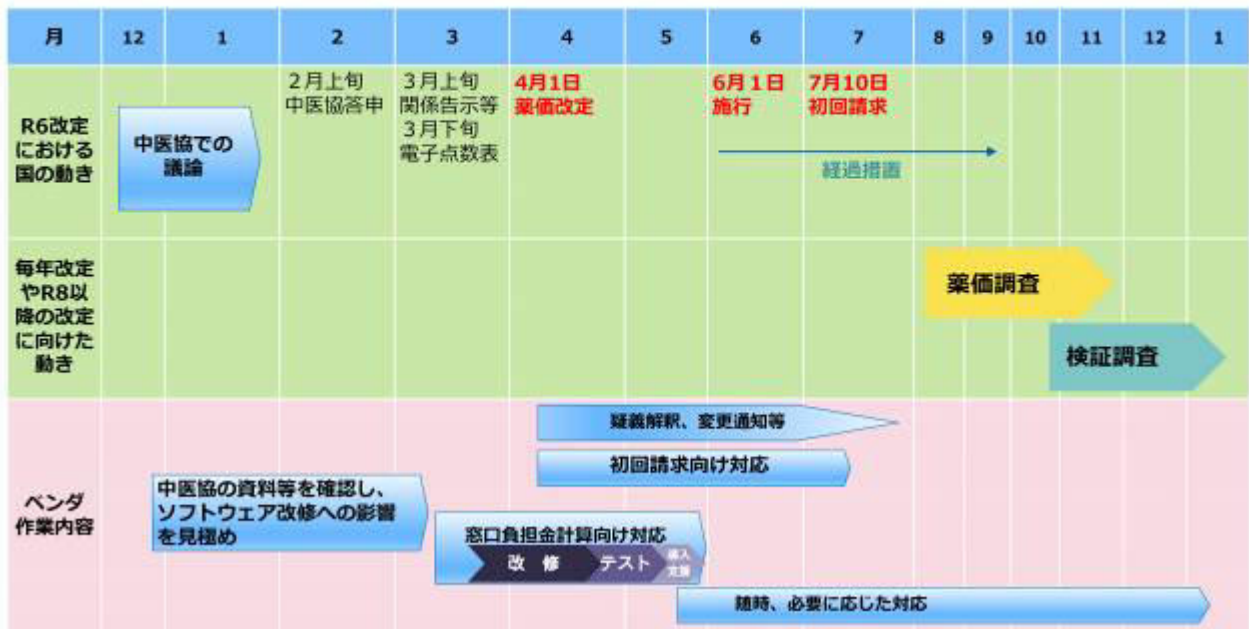 月 12 1 2 3 4 5 6 7 8 9 10 11 12 1
R6改定
における
国の動き
中医協での
議論
2月上旬
中医協答申
3月上旬
関係告示等
3月下旬
電子点数表
4月1日
薬価改定
6月1日
施行
7月10日
初回請求
経過措置
毎年改定
やR8以
降の改定
に向けた
動き
薬価調査
検証調査
ベンダ
作業内容
疑義解釈、変更通知等
初回請求向け対応
中医協の資料等を確認し、
ソフトウェア改修への影響
を見極め
窓口負担金計算向け対応
改 修 テスト
随時、必要に応じた対応